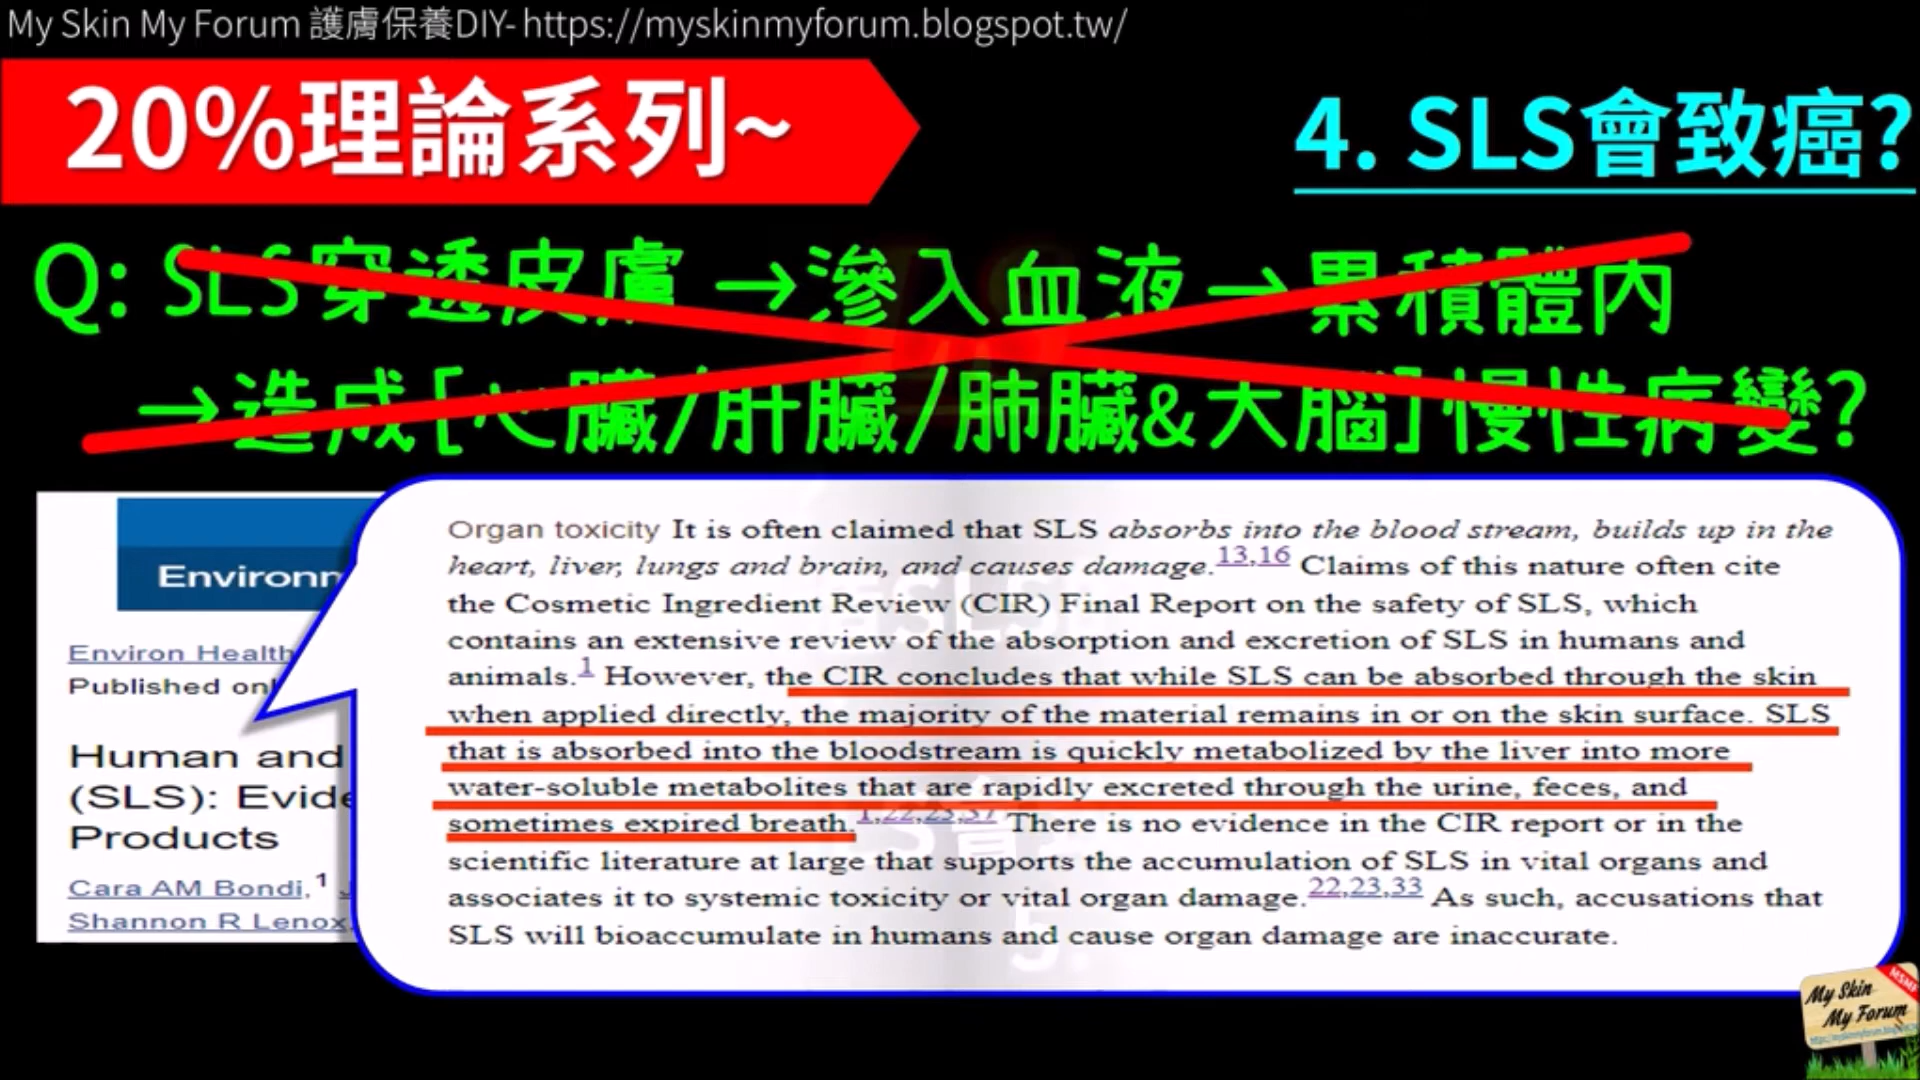 My Skin My Forum 護膚保養DIY- https://myskinmyforum.blogspot.tw/
20%理論系列~
4. SLS會致癌?
Q: SLS穿透皮膚→滲入血液→累積體內
→造成[心臟/肝臟/肺臟&大腦]慢性病變?
Environ
Environ Health
Published onl
Human and
(SLS): Evide
Products
Cara AM Bondi,1
Shannon R Lenox,
Organ toxicity It is often claimed that SLS absorbs into the blood stream, builds up in the
heart, liver, lungs and brain, and causes damage.13,16 Claims of this nature often cite
the Cosmetic Ingredient Review (CIR) Final Report on the safety of SLS, which
contains an extensive review of the absorption and excretion of SLS in humans and
animals.1 However, the CIR concludes that while SLS can be absorbed through the skin
when applied directly, the majority of the material remains in or on the skin surface. SLS
that is absorbed into the bloodstream is quickly metabolized by the liver into more
water-soluble metabolites that are rapidly excreted through the urine, feces, and
sometimes expired breath.1,22,23,37 There is no evidence in the CIR report or in the
scientific literature at large that supports the accumulation of SLS in vital organs and
associates it to systemic toxicity or vital organ damage.22,23,33 As such, accusations that
SLS will bioaccumulate in humans and cause organ damage are inaccurate.
MSMF
My Skin
My Forum